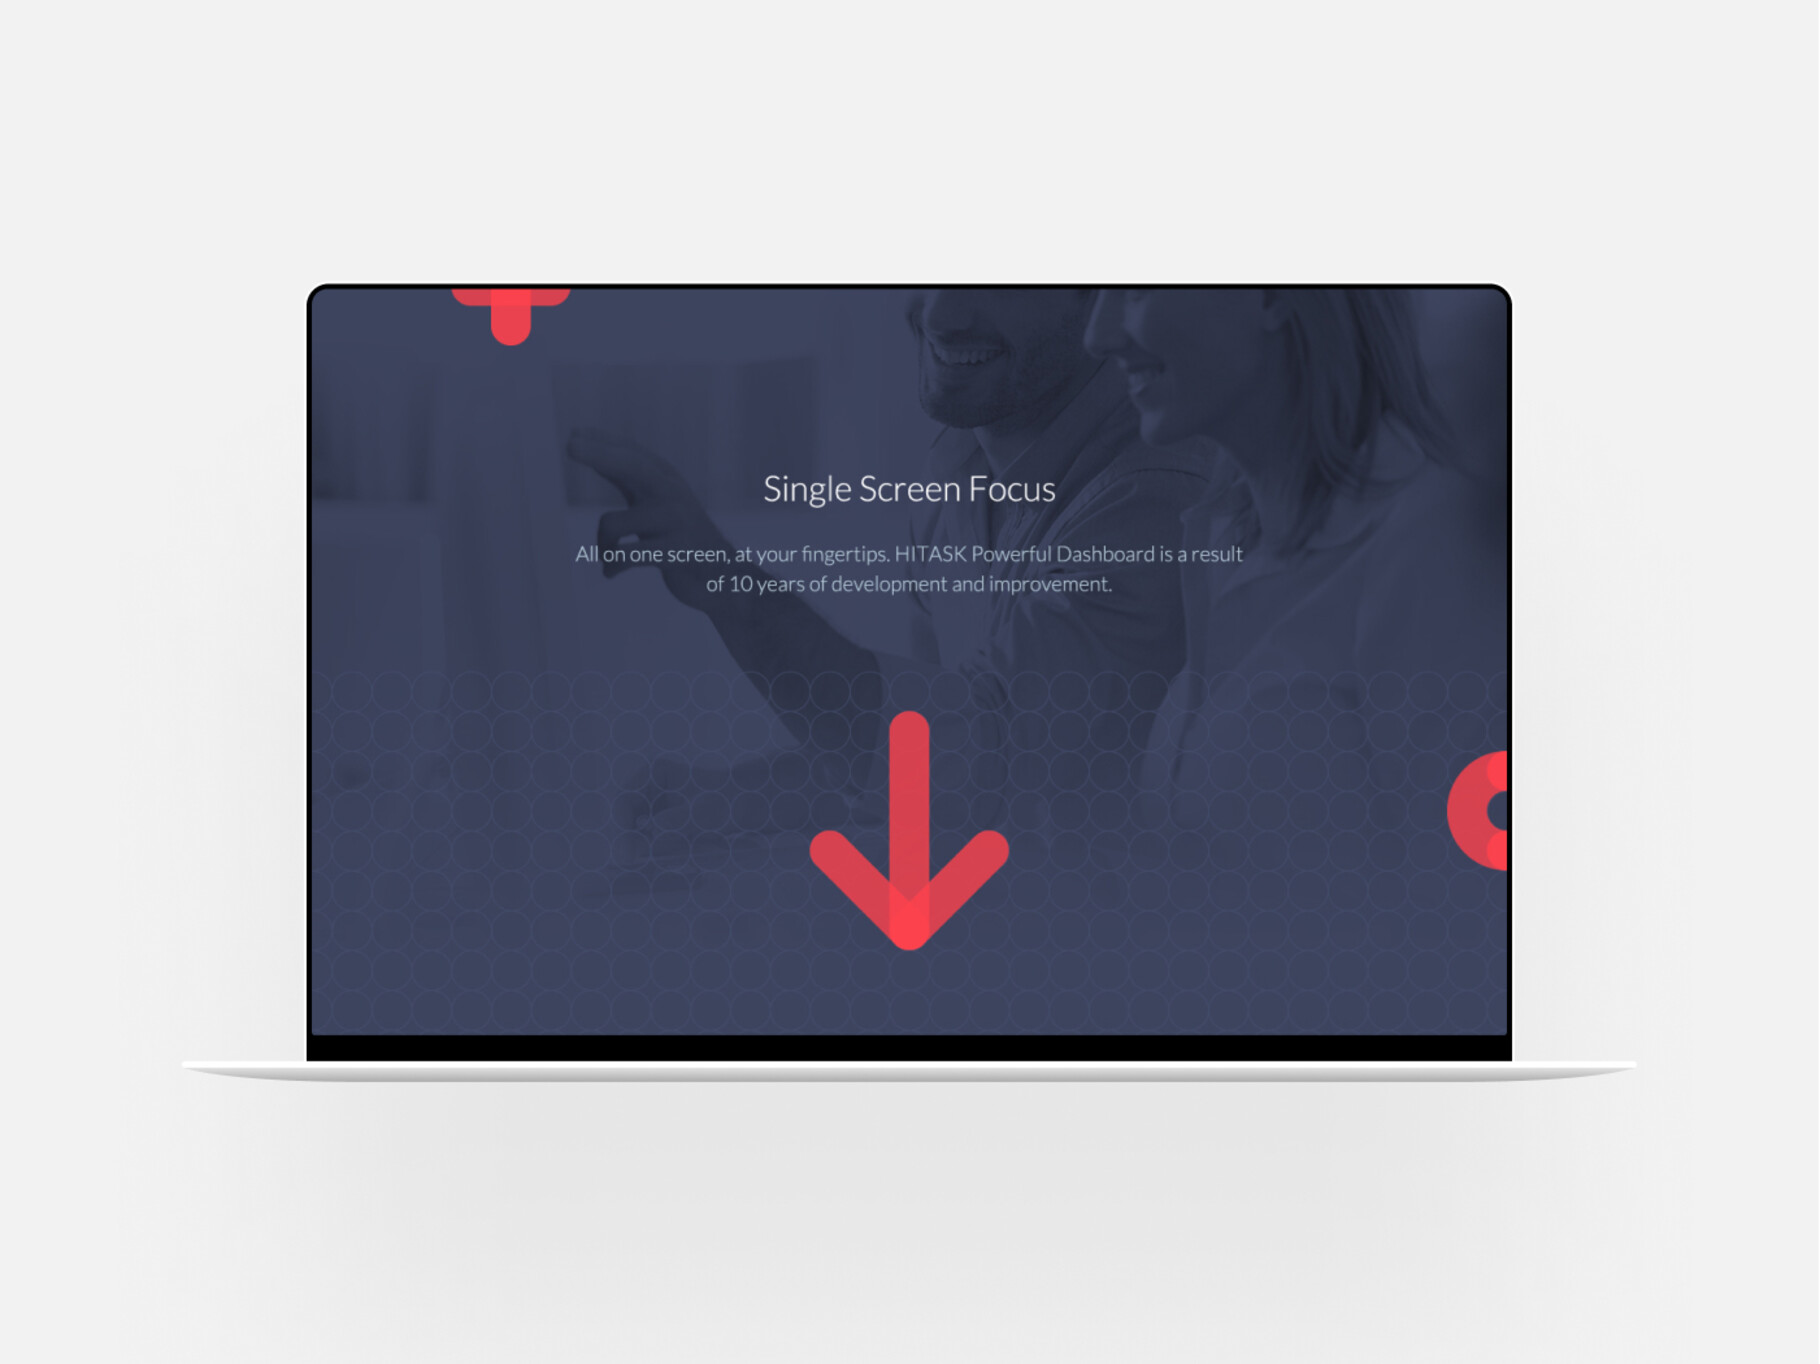 Single Screen Focus
All on one screen, at your fingertips. HITASK Powerful Dashboard is a result
of 10 years of development and improvement.